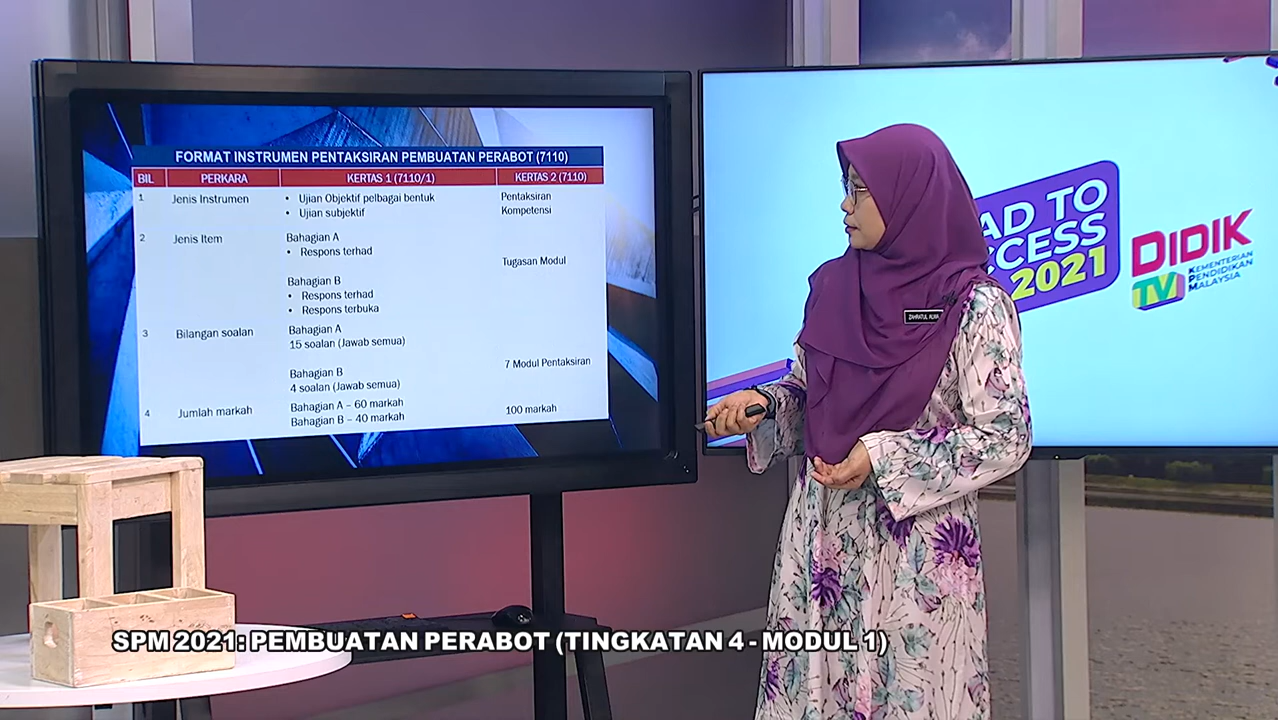 FORMAT INSTRUMEN PENTAKSIRAN PEMBUATAN PERABOT (7110)
BIL PERKARA KERTAS 1 (7110/1) KERTAS 2 (7110)
1 Jenis Instrumen • Ujian Objektif pelbagai bentuk Pentaksiran
• Ujian subjektif Kompetensi
2 Jenis Item Bahagian A
• Respons terhad
Tugasan Modul
Bahagian B
• Respons terhad
• Respons terbuka
3 Bilangan soalan Bahagian A
15 soalan (Jawab semua)
7 Modul Pentaksiran
Bahagian B
4 soalan (Jawab semua)
4 Jumlah markah Bahagian A – 60 markah 100 markah
Bahagian B – 40 markah
AD TO
CCESS
2021
DIDIK
TV
KEMENTERIAN
PENDIDIKAN
MALAYSIA
SPM 2021: PEMBUATAN PERABOT (TINGKATAN 4 - MODUL 1)